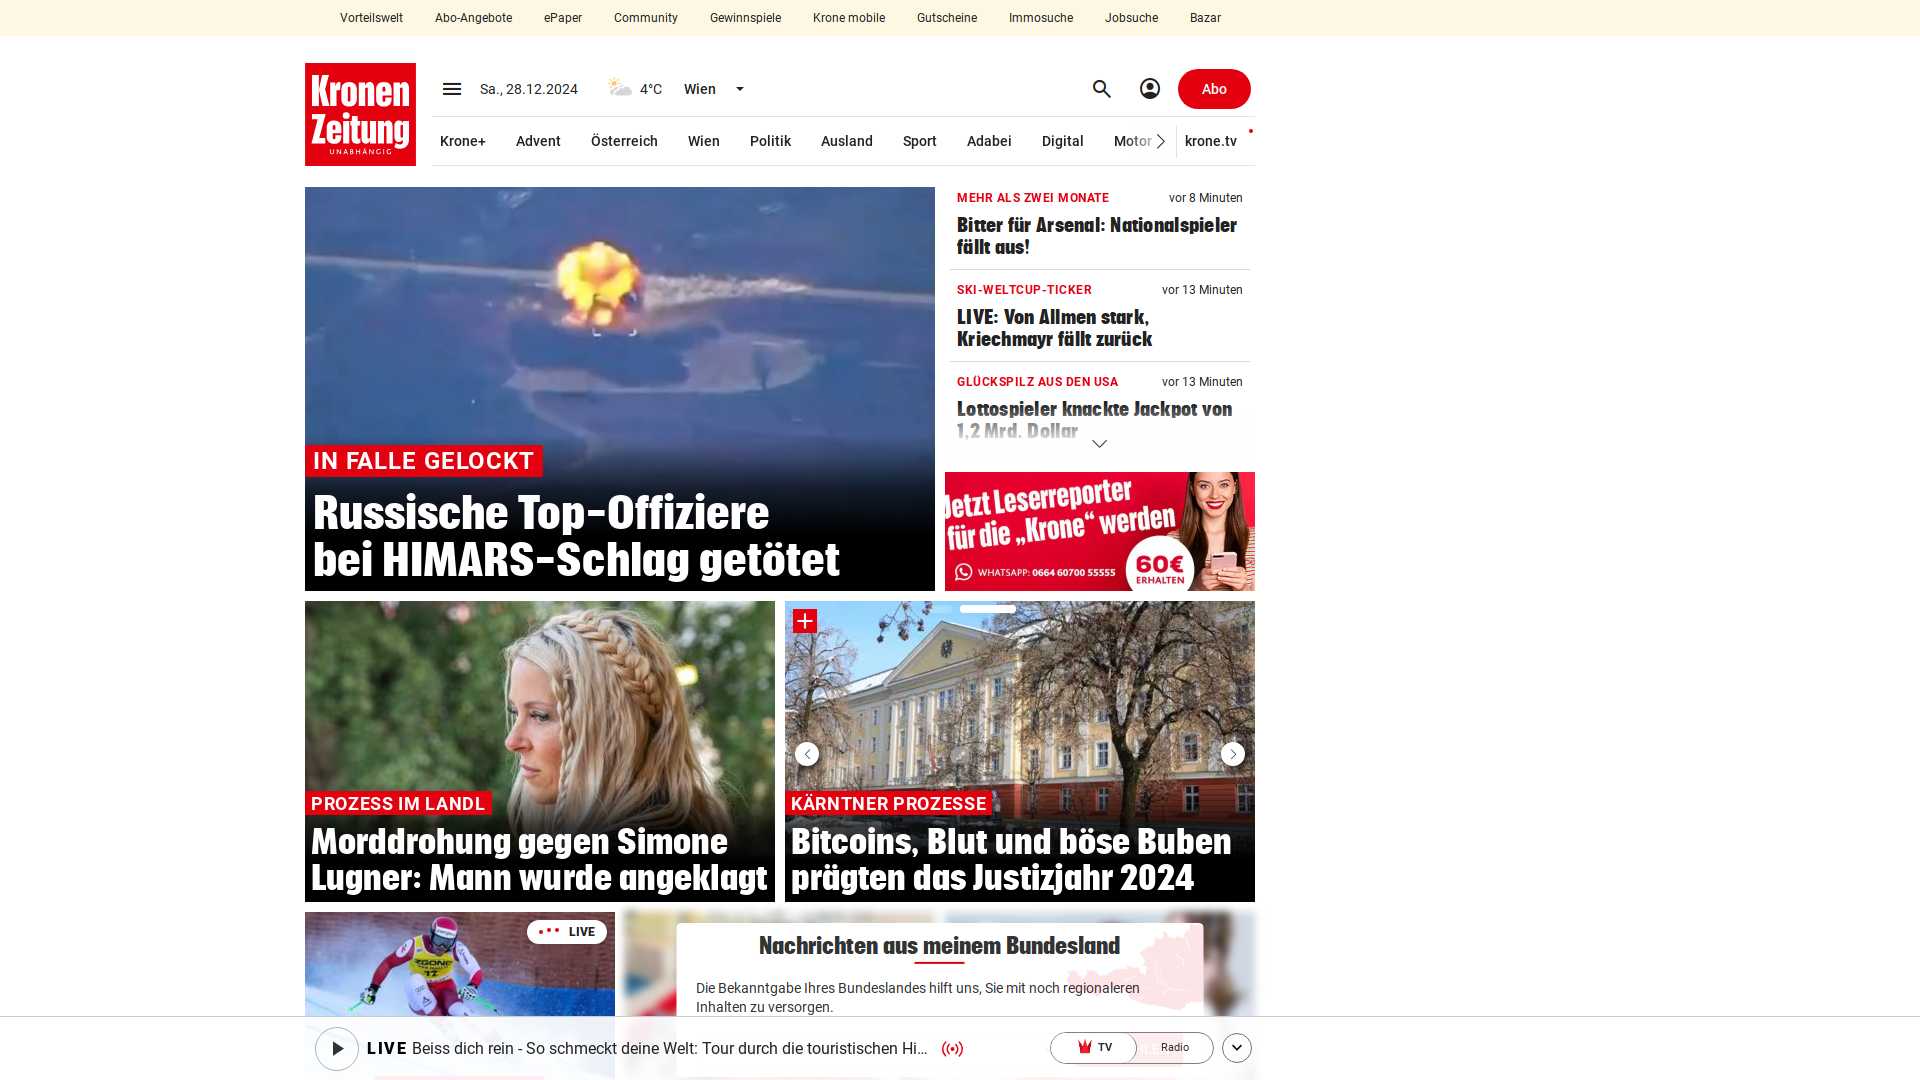 Vorteilswelt Abo-Angebote ePaper Community Gewinnspiele Krone mobile Gutscheine Immosuche Jobsuche Bazar
Kronen
Zeitung
UNABHÄNGIG
Sa., 28.12.2024 4°C Wien Abo
Krone+ Advent Österreich Wien Politik Ausland Sport Adabei Digital Motor krone.tv
IN FALLE GELOCKT
Russische Top-Offiziere
bei HIMARS-Schlag getötet
MEHR ALS ZWEI MONATE vor 8 Minuten
Bitter für Arsenal: Nationalspieler
fällt aus!
SKI-WELTCUP-TICKER vor 13 Minuten
LIVE: Von Allmen stark,
Kriechmayr fällt zurück
GLÜCKSPILZ AUS DEN USA vor 13 Minuten
Lottospieler knackte Jackpot von
1,2 Mrd. Dollar
Jetzt Leserreporter
für die „Krone“ werden
WHATSAPP: 0664 60700 55555
60€
ERHALTEN
PROZESS IM LANDL
Morddrohung gegen Simone
Lugner: Mann wurde angeklagt
KÄRNTNER PROZESSE
Bitcoins, Blut und böse Buben
prägten das Justizjahr 2024
LIVE
ZGONC
12
Nachrichten aus meinem Bundesland
Die Bekanntgabe Ihres Bundeslandes hilft uns, Sie mit noch regionaleren
Inhalten zu versorgen.
LIVE Beiss dich rein - So schmeckt deine Welt: Tour durch die touristischen Hi...
TV Radio